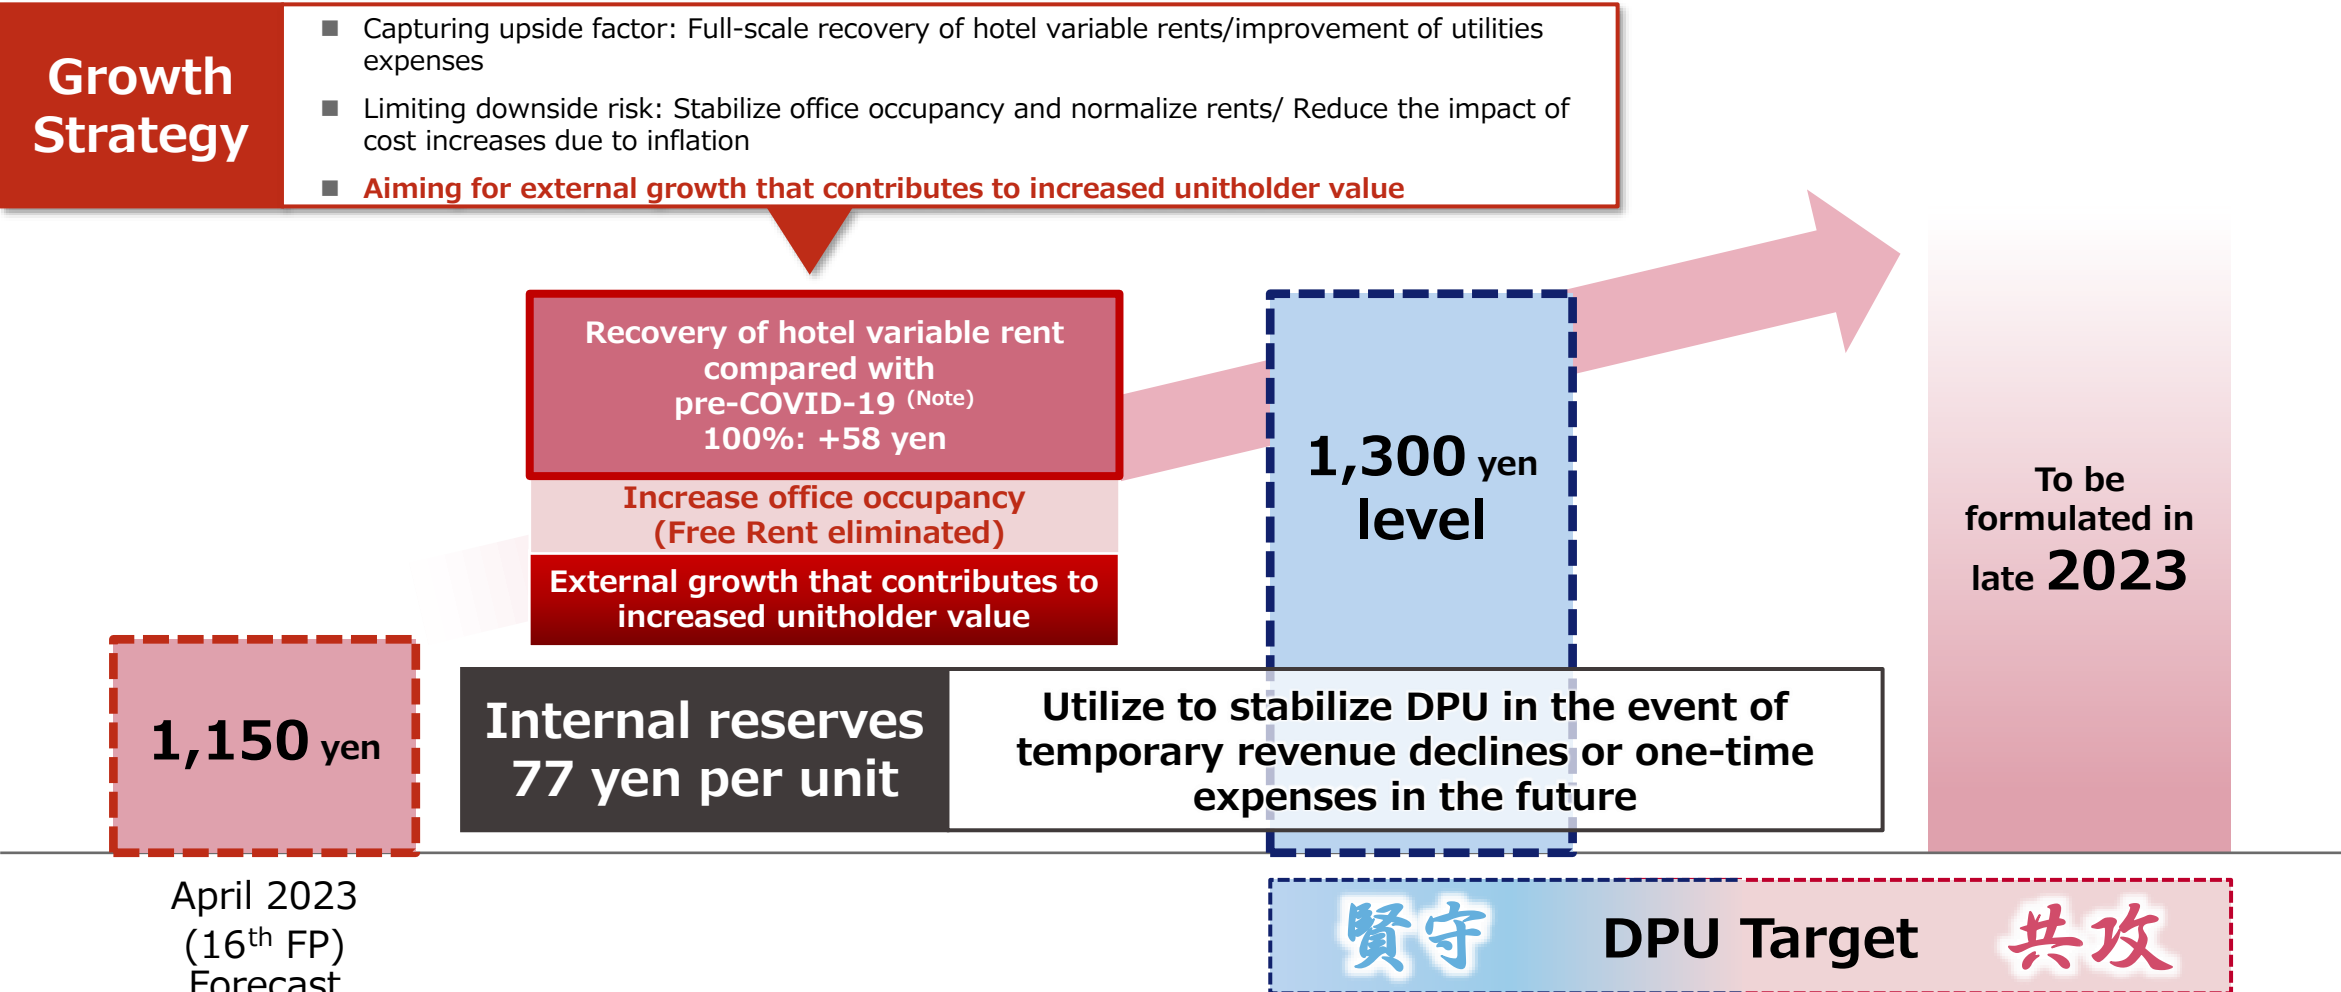 Growth
Strategy
■ Capturing upside factor: Full-scale recovery of hotel variable rents/improvement of utilities
expenses
■ Limiting downside risk: Stabilize office occupancy and normalize rents/ Reduce the impact of
cost increases due to inflation
■ Aiming for external growth that contributes to increased unitholder value
Recovery of hotel variable rent
compared with
pre-COVID-19 (Note)
100%: +58 yen
Increase office occupancy
(Free Rent eliminated)
External growth that contributes to
increased unitholder value
1,300 yen
level
To be
formulated in
late 2023
1,150 yen
Internal reserves
77 yen per unit
Utilize to stabilize DPU in the event of
temporary revenue declines or one-time
expenses in the future
April 2023
(16th FP)
Forecast
賢守 DPU Target 共攻